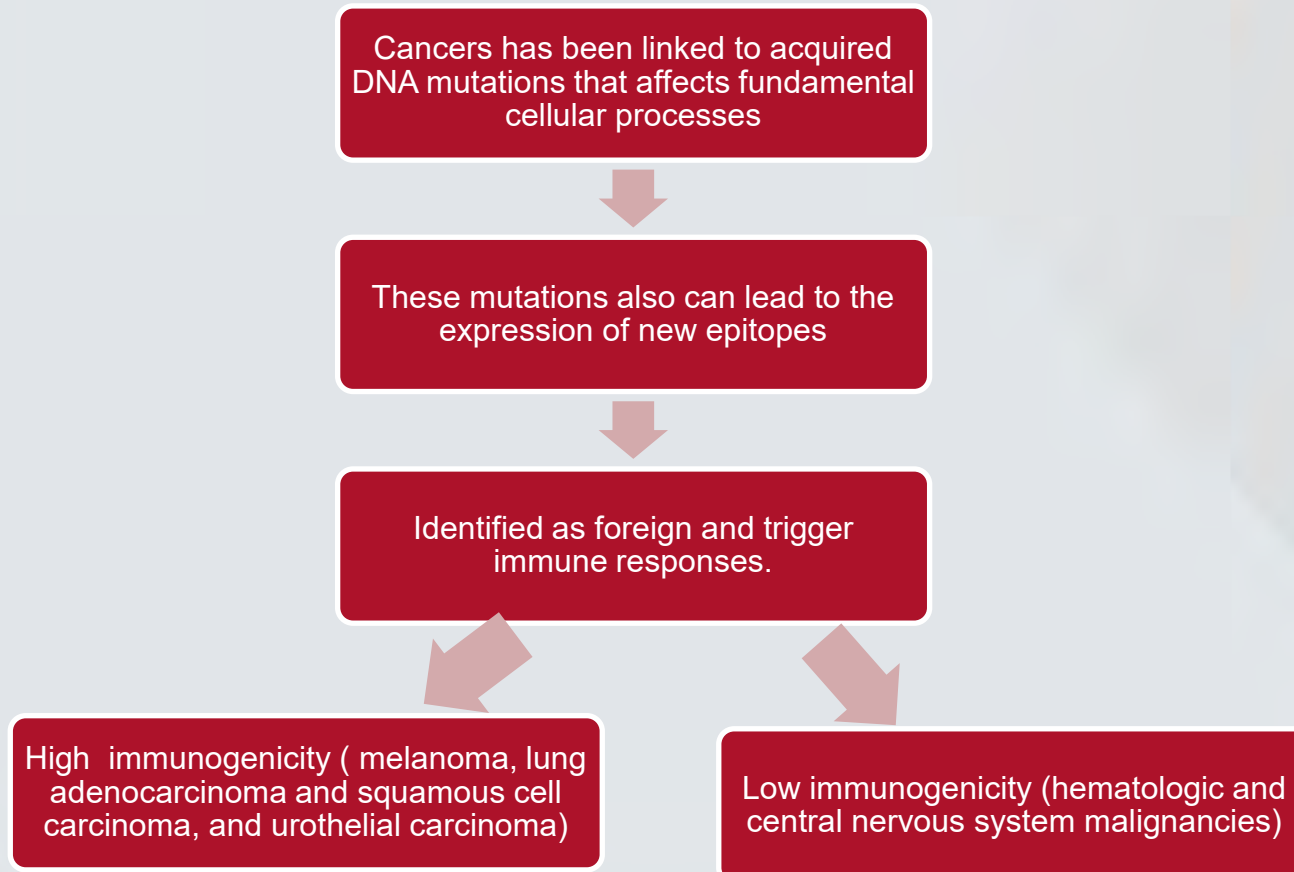 Cancers has been linked to acquired
DNA mutations that affects fundamental
cellular processes
These mutations also can lead to the
expression of new epitopes
Identified as foreign and trigger
immune responses.
High  immunogenicity ( melanoma, lung
adenocarcinoma and squamous cell
carcinoma, and urothelial carcinoma)
Low immunogenicity (hematologic and
central nervous system malignancies)